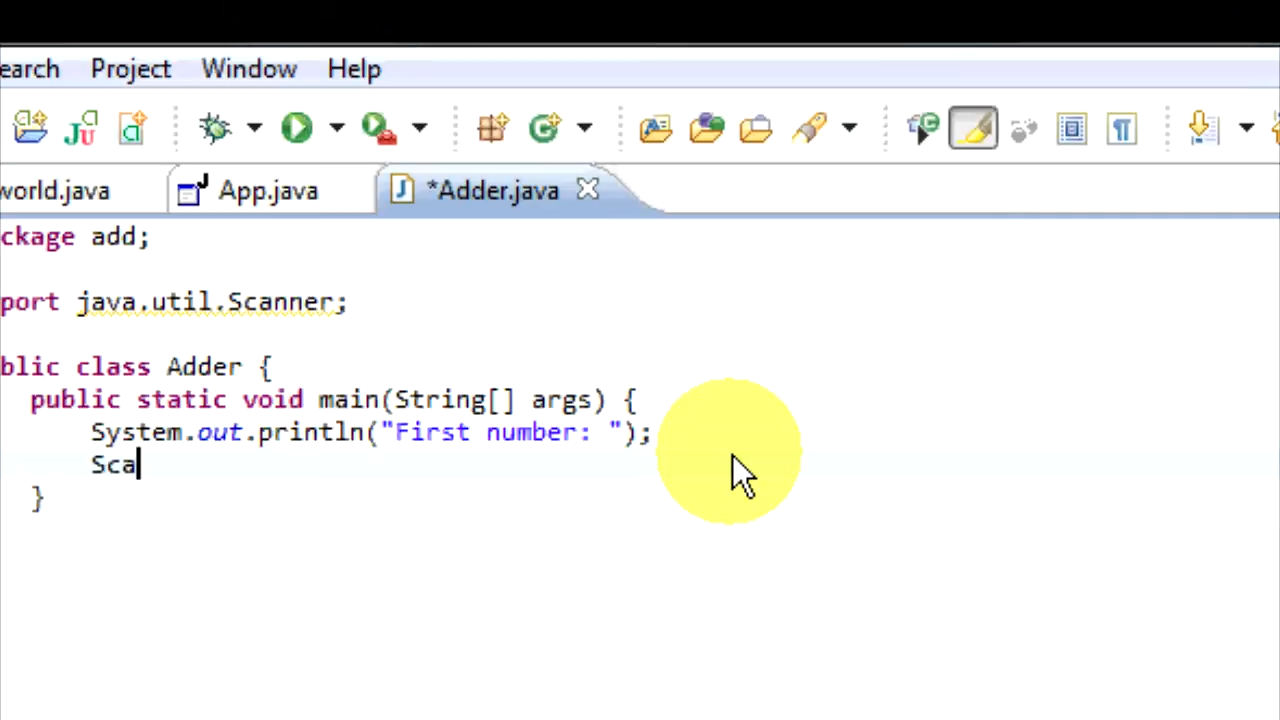 earch Project Window Help
world.java App.java *Adder.java
ckage add;
port java.util.Scanner;
blic class Adder {
public static void main(String[] args) {
System.out.println("First number: ");
Sca
}